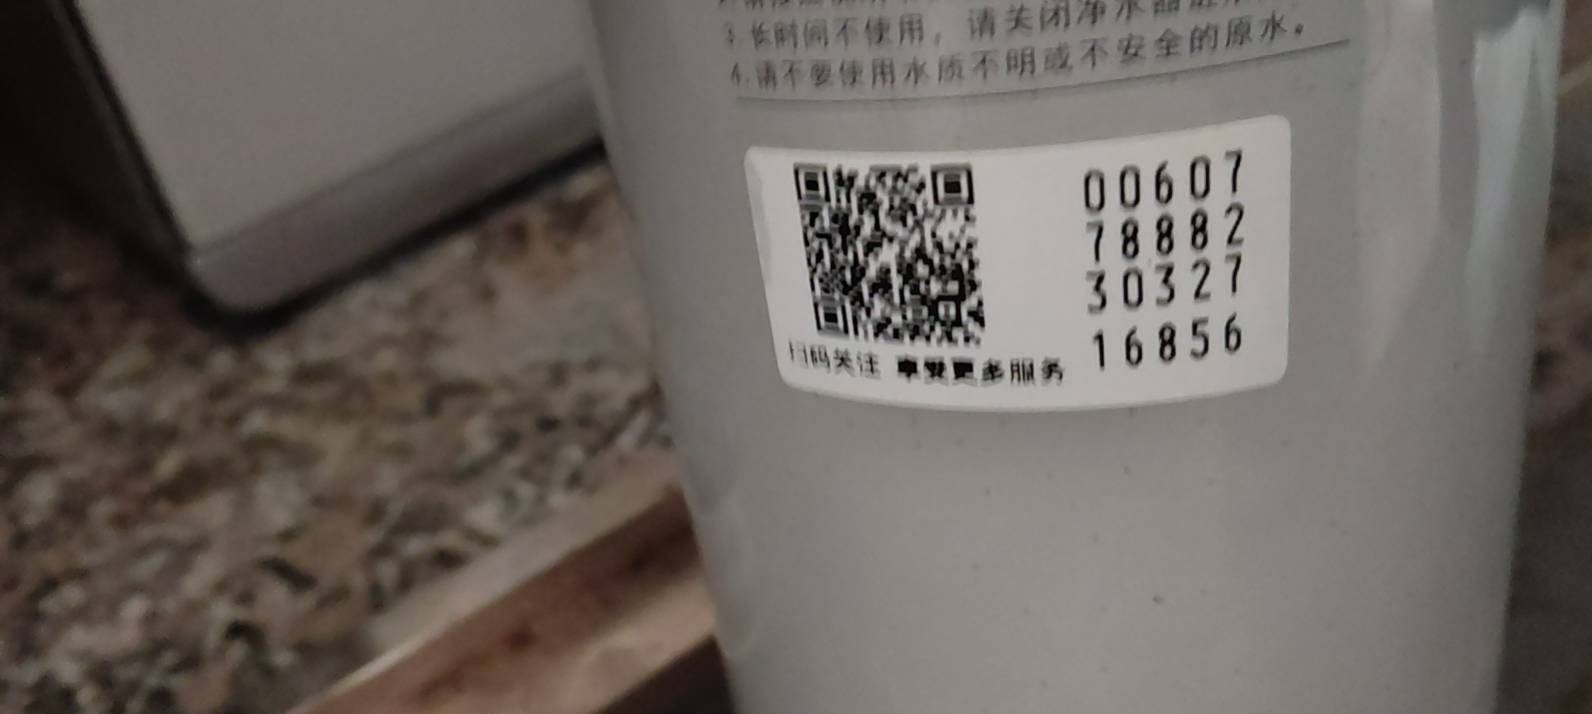 3.长时间不使用，请关闭净水器进水
4.请不要使用水质不明或不安全的原水。
00607
78882
30327
16856
扫码关注 享受更多服务